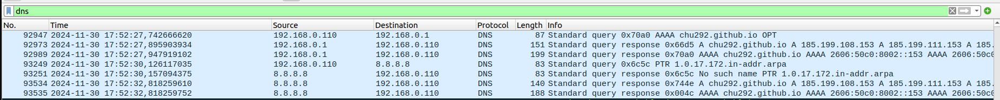 dns
No. Time Source Destination Protocol Length Info
92947 2024-11-30 17:52:27,742666620 192.168.0.110 192.168.0.1 DNS 87 Standard query 0x70a0 AAAA chu292.github.io OPT
92973 2024-11-30 17:52:27,895903934 192.168.0.1 192.168.0.110 DNS 151 Standard query response 0x66d5 A chu292.github.io A 185.199.108.153 A 185.199.111.153 A 185.
92989 2024-11-30 17:52:27,947919102 192.168.0.1 192.168.0.110 DNS 199 Standard query response 0x70a0 AAAA chu292.github.io AAAA 2606:50c0:8002::153 AAAA 2606:50c0
93249 2024-11-30 17:52:30,126117035 192.168.0.110 8.8.8.8 DNS 83 Standard query 0x6c5c PTR 1.0.17.172.in-addr.arpa
93251 2024-11-30 17:52:30,157094375 8.8.8.8 192.168.0.110 DNS 83 Standard query response 0x6c5c No such name PTR 1.0.17.172.in-addr.arpa
93534 2024-11-30 17:52:32,818259610 8.8.8.8 192.168.0.110 DNS 140 Standard query response 0x744e A chu292.github.io A 185.199.108.153 A 185.199.111.153 A 185.
93535 2024-11-30 17:52:32,818259752 8.8.8.8 192.168.0.110 DNS 188 Standard query response 0x004c AAAA chu292.github.io AAAA 2606:50c0:8002::153 AAAA 2606:50c0